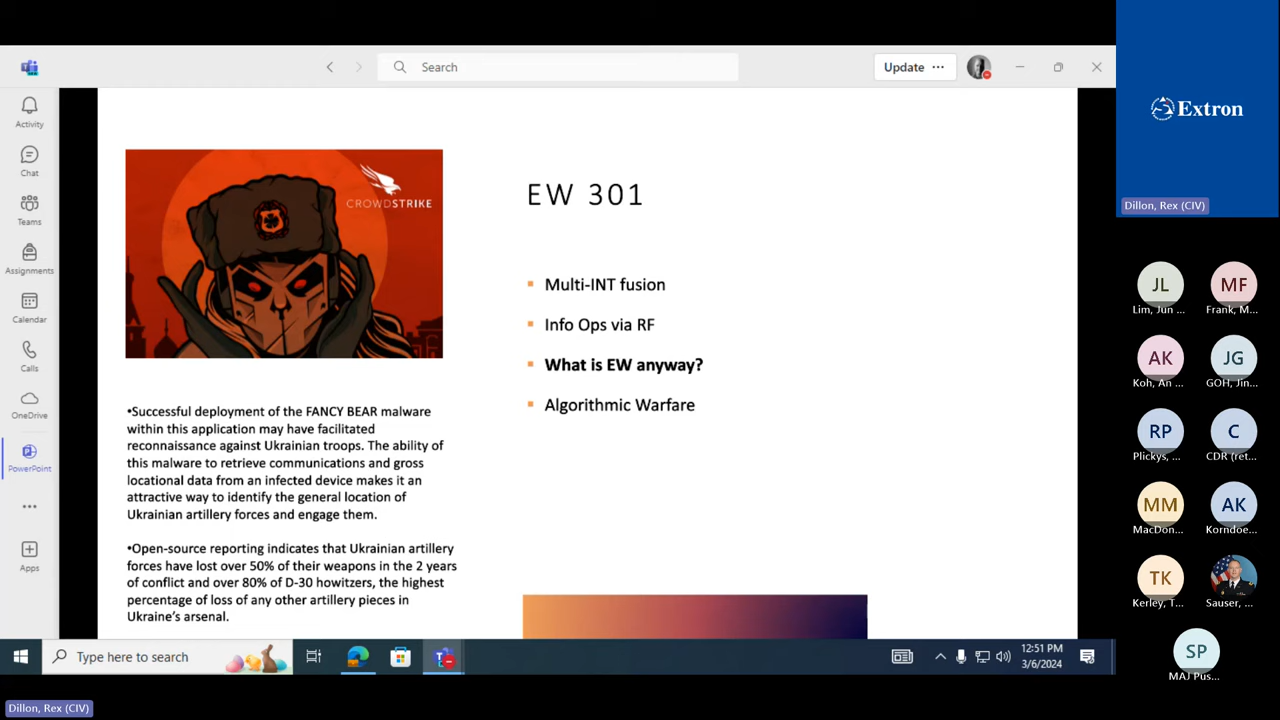 Search
Update
Activity
Chat
Teams
Assignments
Calendar
Calls
OneDrive
PowerPoint
Apps
CROWDSTRIKE
•Successful deployment of the FANCY BEAR malware
within this application may have facilitated
reconnaissance against Ukrainian troops. The ability of
this malware to retrieve communications and gross
locational data from an infected device makes it an
attractive way to identify the general location of
Ukrainian artillery forces and engage them.
•Open-source reporting indicates that Ukrainian artillery
forces have lost over 50% of their weapons in the 2 years
of conflict and over 80% of D-30 howitzers, the highest
percentage of loss of any other artillery pieces in
Ukraine's arsenal.
EW 301
Multi-INT fusion
Info Ops via RF
What is EW anyway?
Algorithmic Warfare
Type here to search
12:51 PM
3/6/2024
Dillon, Rex (CIV)
Extron
Dillon, Rex (CIV)
JL
Lim, Jun ...
MF
Frank, M...
AK
Koh, An ...
JG
GOH, Jin...
RP
Plickys, ...
C
CDR (ret...
MM
MacDon...
AK
Korndoe...
TK
Kerley, T...
Sauser, ...
SP
MAJ Pus...